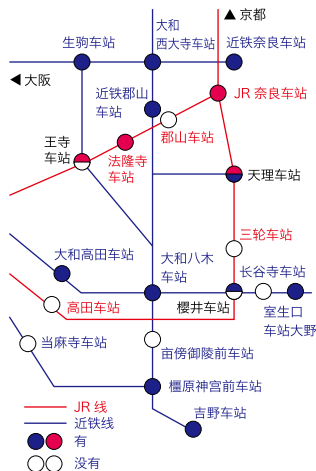 ▲京都
大和
西大寺车站
生驹车站
近铁奈良车站
◀大阪
近铁郡山
车站
JR 奈良车站
郡山车站
王寺
车站
法隆寺
车站
天理车站
三轮车站
大和高田车站
大和八木
车站
长谷寺车站
高田车站
樱井车站
室生口
车站大野
当麻寺车站
亩傍御陵前车站
橿原神宫前车站
吉野车站
JR 线
近铁线
有
没有